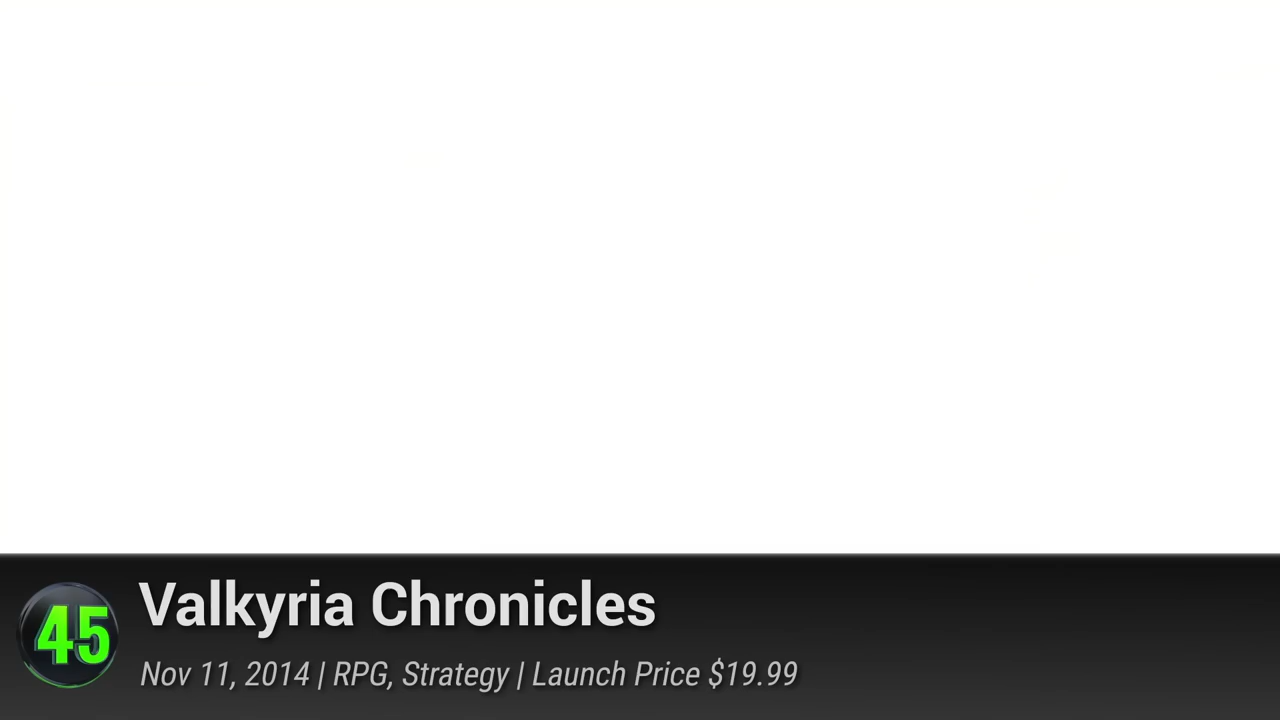 45
Valkyria Chronicles
Nov 11, 2014 | RPG, Strategy | Launch Price $19.99